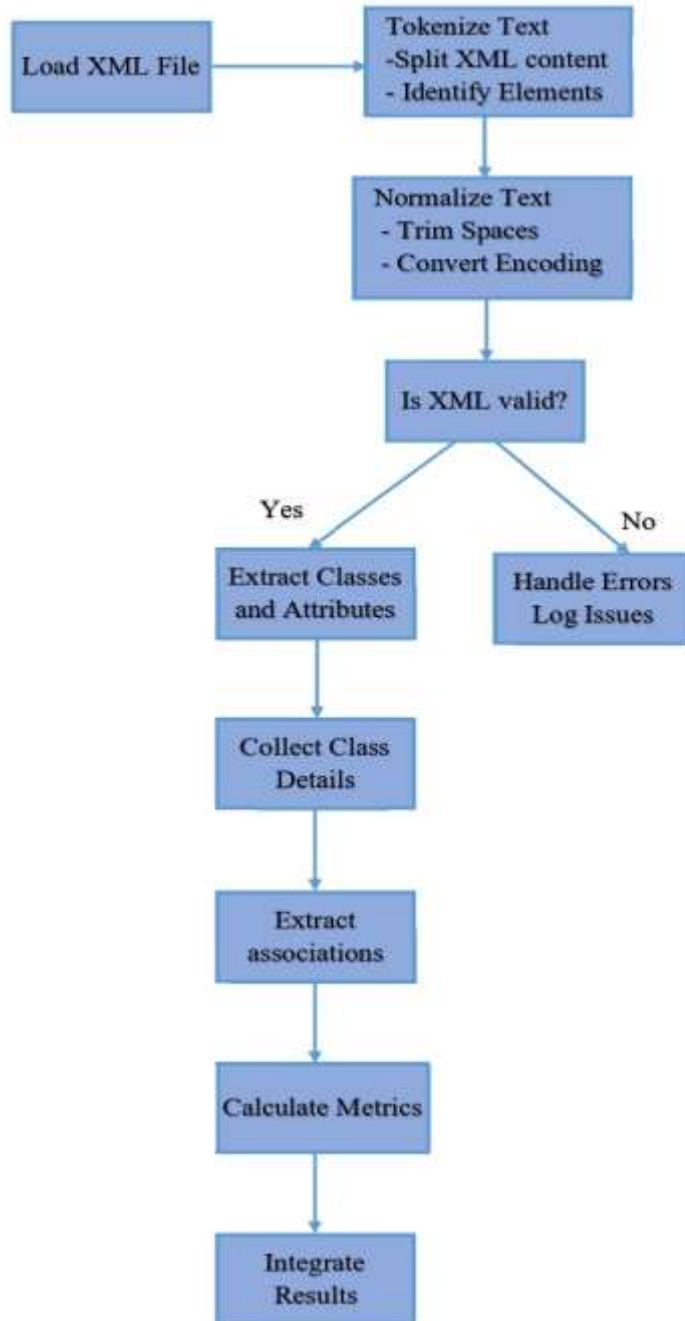 Load XML File
Tokenize Text
-Split XML content
- Identify Elements
Normalize Text
- Trim Spaces
- Convert Encoding
Is XML valid?
Yes
No
Extract Classes
and Attributes
Handle Errors
Log Issues
Collect Class
Details
Extract
associations
Calculate Metrics
Integrate
Results